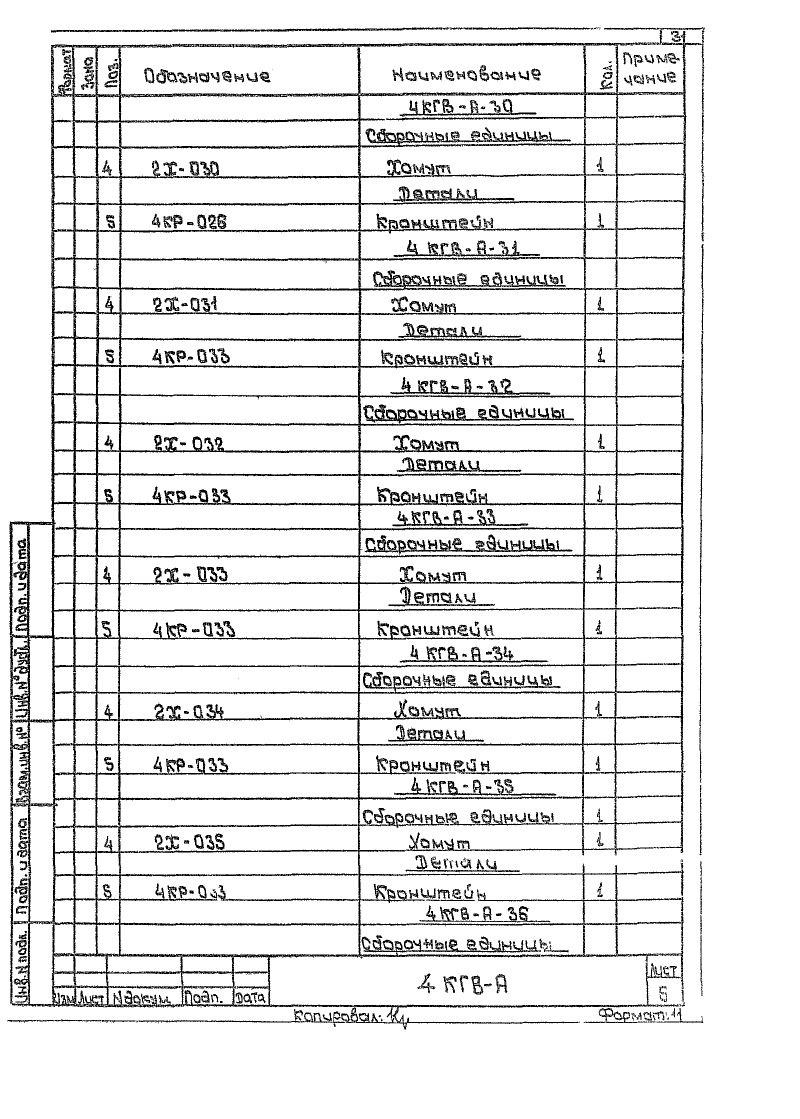 3
Формат Зона Поз. Обозначение Наименование Кол. Приме-
чание
4КГВ-А-30
Сборочные единицы
4 2Х-030 Хомут 1
Детали
5 4КР-026 Кронштейн 1
4 КГВ-А-31
Сборочные единицы
4 2Х-031 Хомут 1
Детали
5 4КР-033 Кронштейн 1
4 КГВ-А-32
Сборочные единицы
4 2Х-032 Хомут 1
Детали
5 4КР-033 Кронштейн 1
4КГВ-А-33
Сборочные единицы
4 2Х-033 Хомут 1
Детали
5 4КР-033 Кронштейн 1
4 КГВ-А-34
Сборочные единицы
4 2Х-034 Хомут 1
Детали
5 4КР-033 Кронштейн 1
4 КГВ-А-35
Сборочные единицы 1
4 2Х-035 Хомут 1
Детали
5 4КР-033 Кронштейн 1
4КГВ-А-36
Сборочные единицы
Инв.N подл. Подп. и дата Взам.инв.№ Инв.№ дубл. Подп. и дата
Изм Лист N докум. Подп. Дата
4 КГВ-А
Лист
5
Копировал:
Формат:11